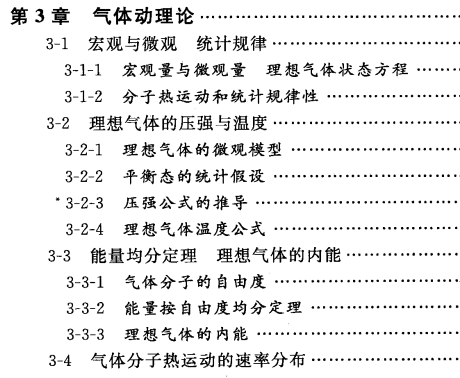 第3章 气体动理论……………………………
3-1 宏观与微观 统计规律……………………
3-1-1 宏观量与微观量 理想气体状态方程……
3-1-2 分子热运动和统计规律性………………
3-2 理想气体的压强与温度……………………
3-2-1 理想气体的微观模型……………………
3-2-2 平衡态的统计假设………………………
*3-2-3 压强公式的推导………………………
3-2-4 理想气体温度公式………………………
3-3 能量均分定理 理想气体的内能……………
3-3-1 气体分子的自由度………………………
3-3-2 能量按自由度均分定理…………………
3-3-3 理想气体的内能…………………………
3-4 气体分子热运动的速率分布………………